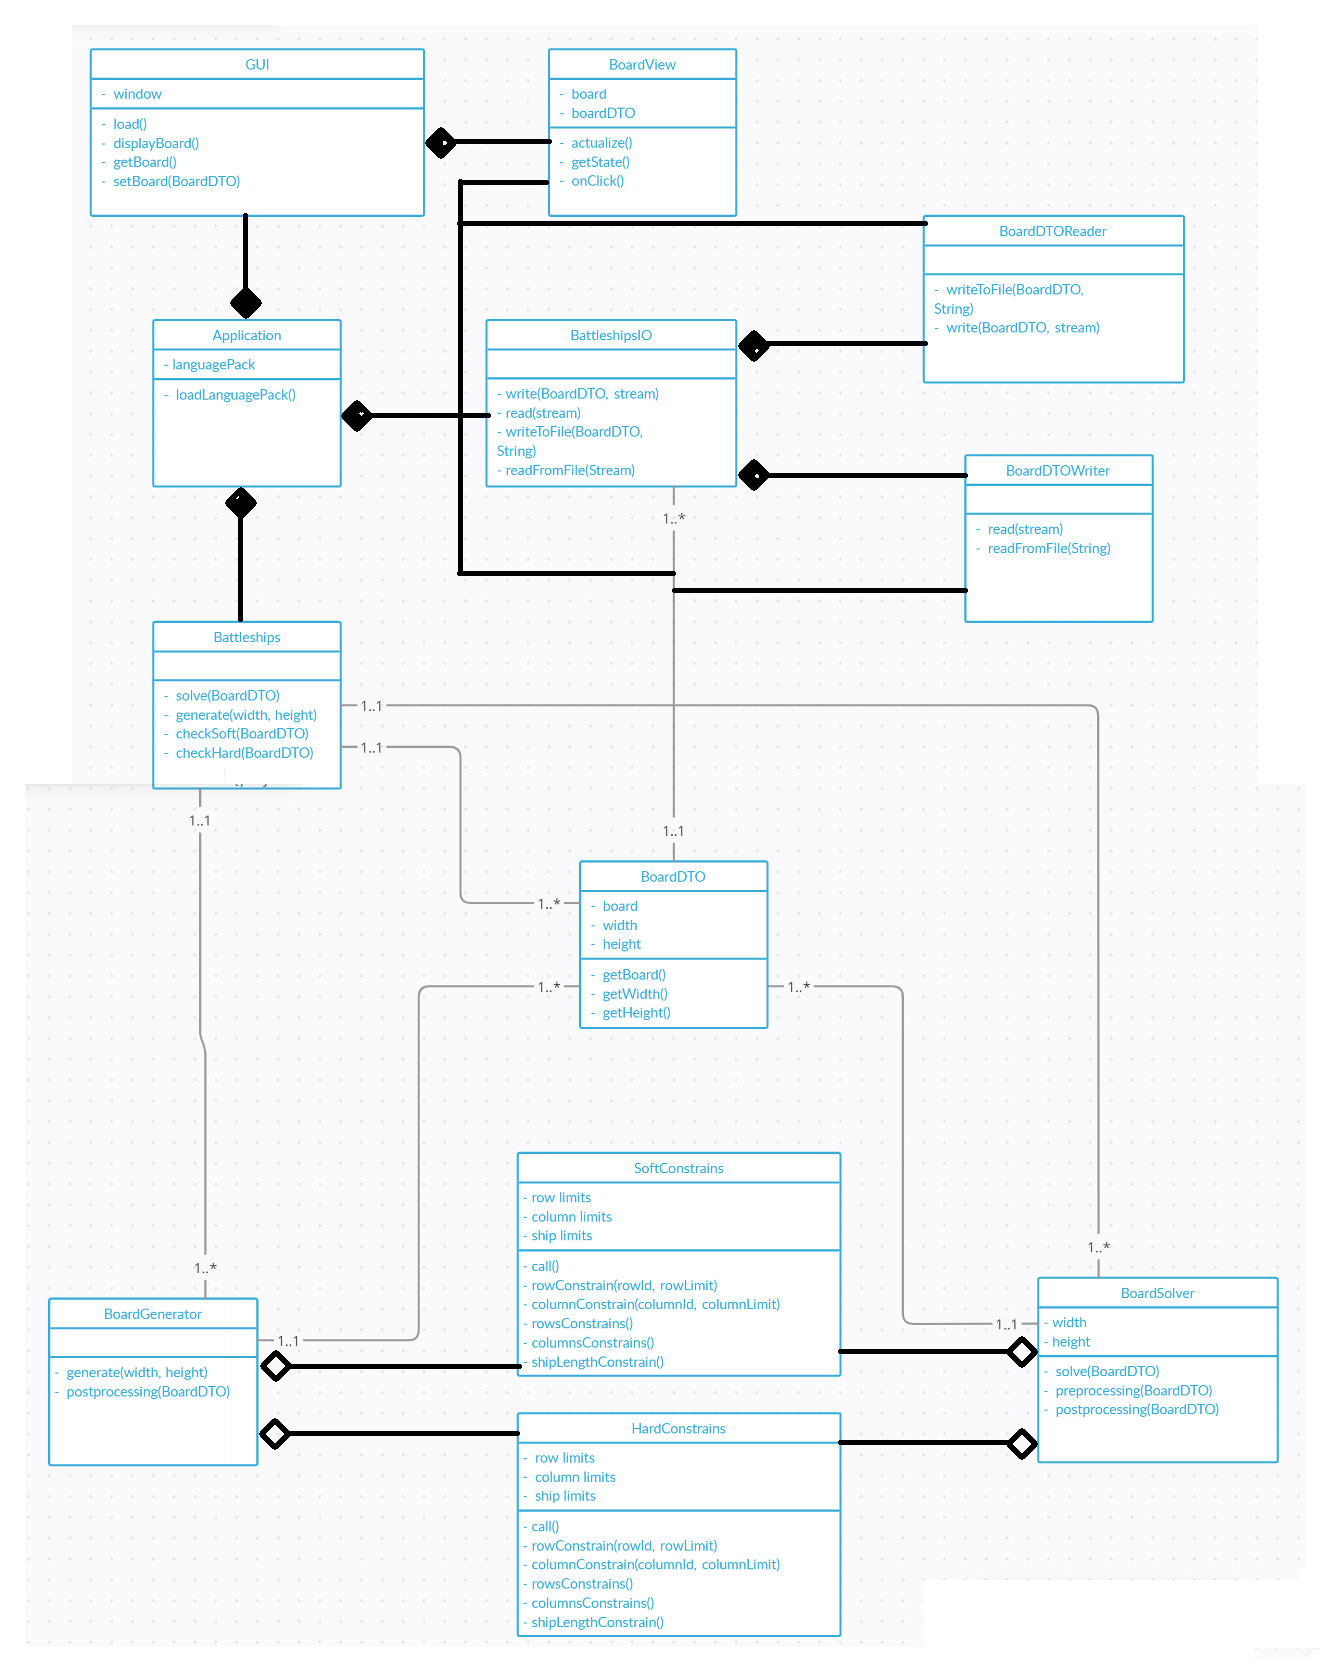 GUI
- window
- load()
- displayBoard()
- getBoard()
- setBoard(BoardDTO)
BoardView
- board
- boardDTO
- actualize()
- getState()
- onClick()
BoardDTOReader
- writeToFile(BoardDTO,
String)
- write(BoardDTO, stream)
Application
- languagePack
- loadLanguagePack()
BattleshipsIO
- write(BoardDTO, stream)
- read(stream)
- writeToFile(BoardDTO,
String)
- readFromFile(Stream)
BoardDTOWriter
- read(stream)
- readFromFile(String)
1..*
Battleships
- solve(BoardDTO)
- generate(width, height)
- checkSoft(BoardDTO)
- checkHard(BoardDTO)
1..1
1..1
1..1
1..1
BoardDTO
- board
- width
- height
- getBoard()
- getWidth()
- getHeight()
1..*
1..*
1..*
SoftConstrains
- row limits
- column limits
- ship limits
- call()
- rowConstrain(rowId, rowLimit)
- columnConstrain(columnId, columnLimit)
- rowsConstrains()
- columnsConstrains()
- shipLengthConstrain()
1..*
1..*
BoardGenerator
- generate(width, height)
- postprocessing(BoardDTO)
1..1
1..1
BoardSolver
- width
- height
- solve(BoardDTO)
- preprocessing(BoardDTO)
- postprocessing(BoardDTO)
HardConstrains
- row limits
- column limits
- ship limits
- call()
- rowConstrain(rowId, rowLimit)
- columnConstrain(columnId, columnLimit)
- rowsConstrains()
- columnsConstrains()
- shipLengthConstrain()